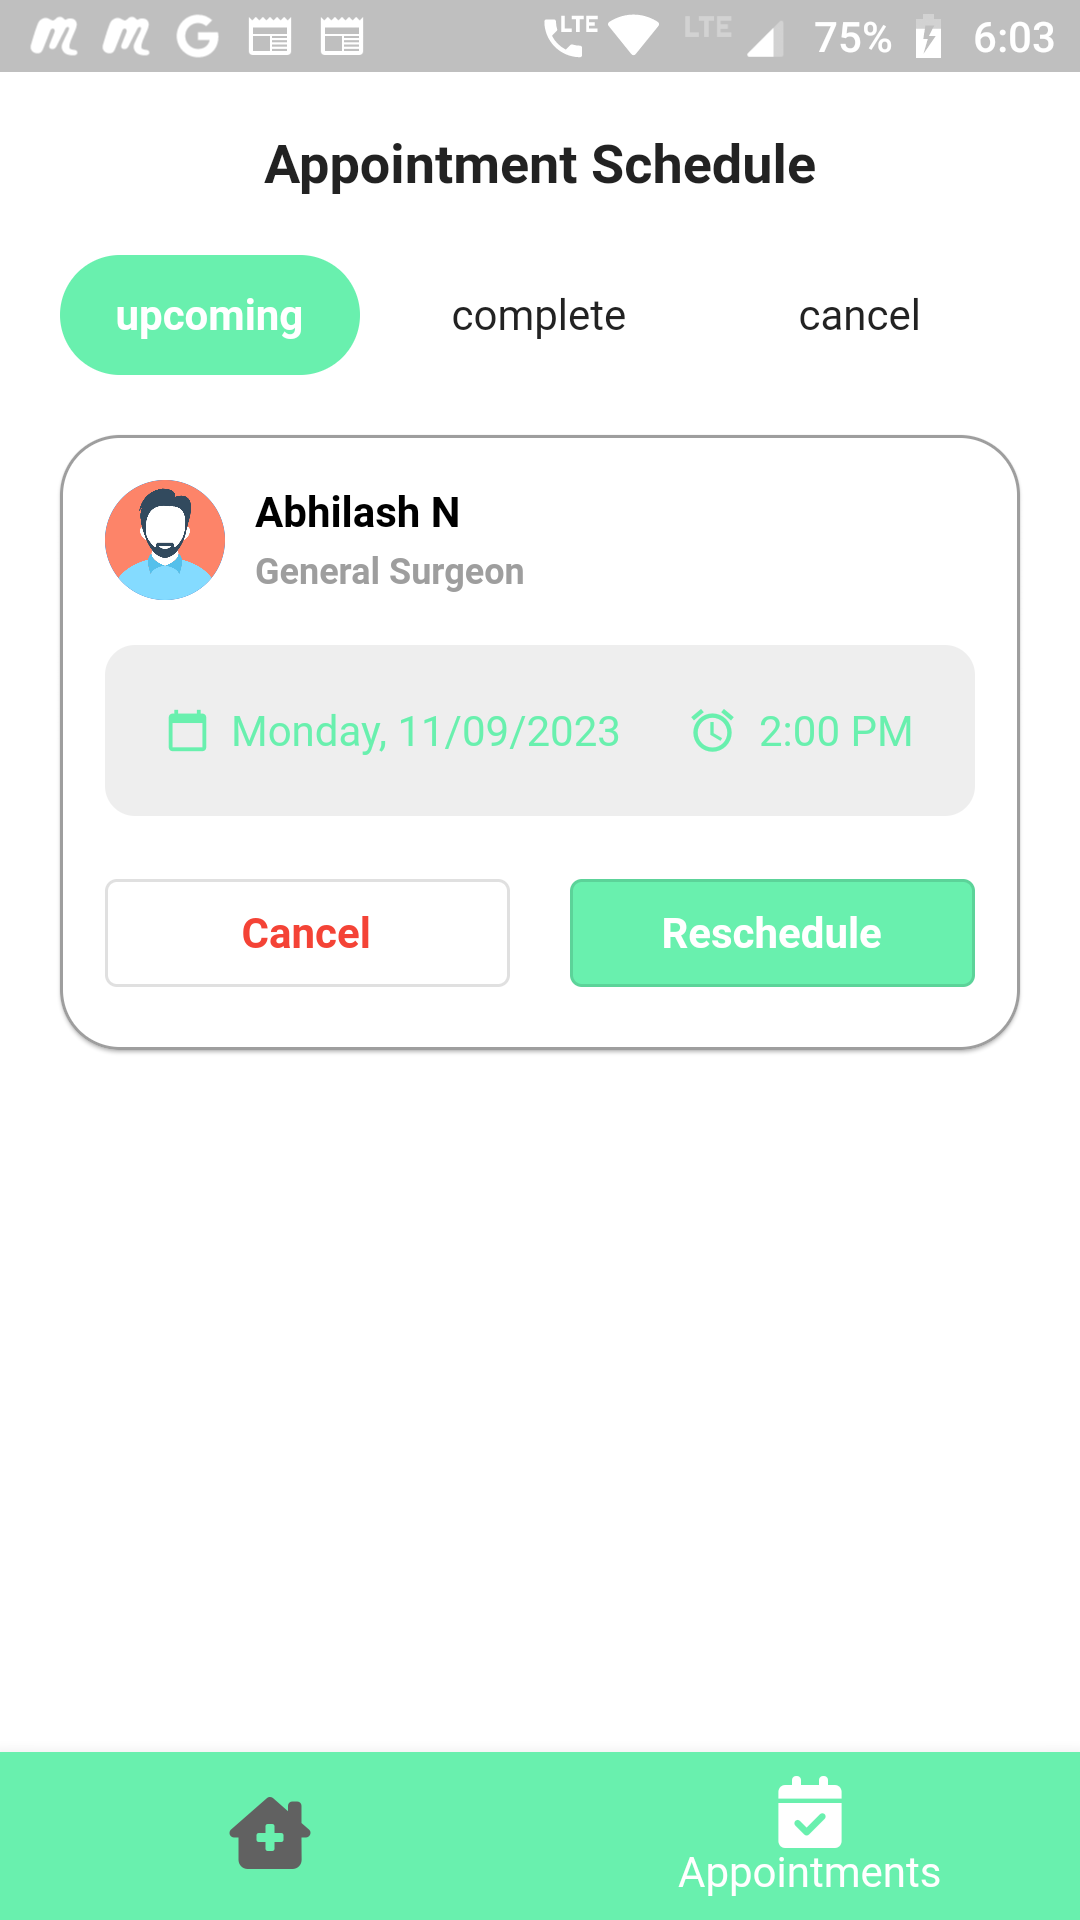 LTE LTE 75% 6:03
Appointment Schedule
upcoming complete cancel
Abhilash N
General Surgeon
Monday, 11/09/2023 2:00 PM
Cancel Reschedule
Appointments